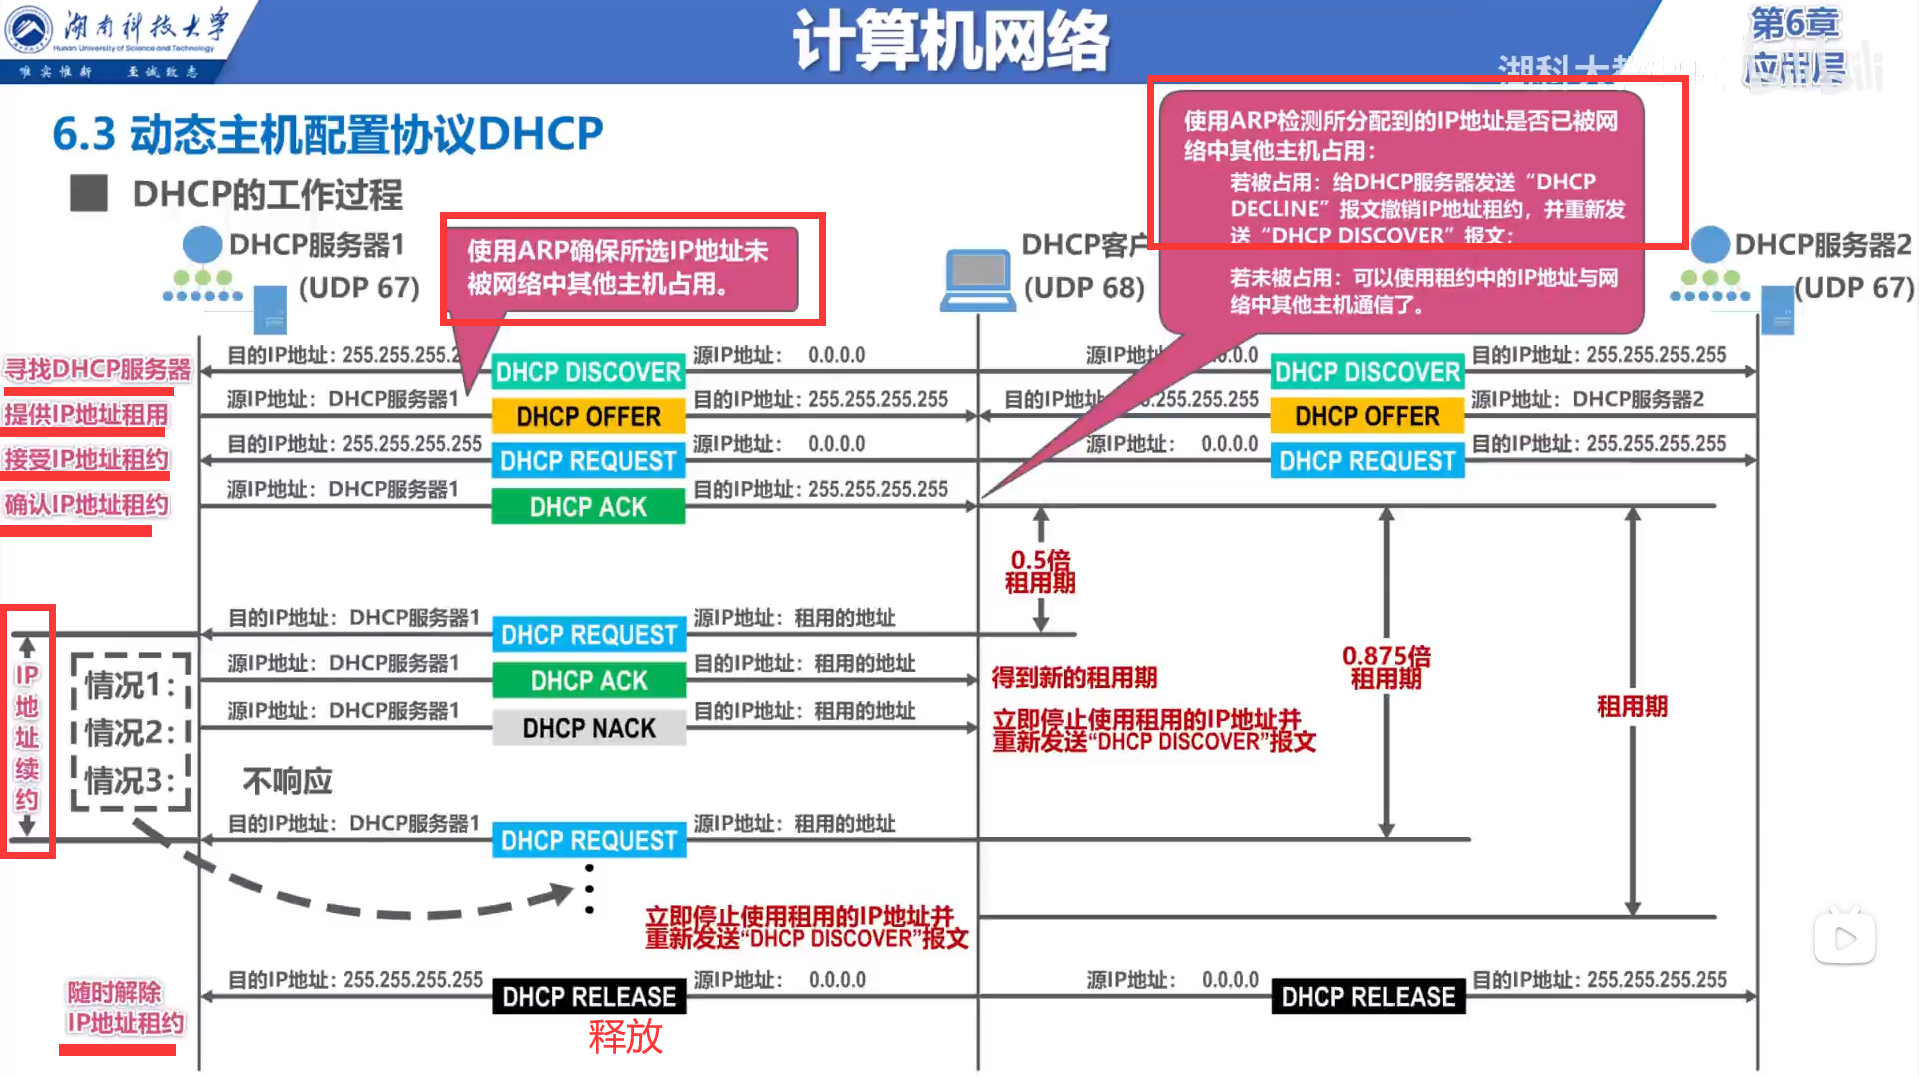 湖南科技大学
Hunan University of Science and Technology
唯实惟新 至诚致志
计算机网络
第6章
应用层
湖科大教
bilibili
6.3 动态主机配置协议DHCP
DHCP的工作过程
DHCP服务器1
(UDP 67)
使用ARP确保所选IP地址未
被网络中其他主机占用。
DHCP客户
(UDP 68)
使用ARP检测所分配到的IP地址是否已被网
络中其他主机占用：
若被占用：给DHCP服务器发送“DHCP
DECLINE”报文撤销IP地址租约，并重新发
送“DHCP DISCOVER”报文；
若未被占用：可以使用租约中的IP地址与网
络中其他主机通信了。
DHCP服务器2
(UDP 67)
寻找DHCP服务器
目的IP地址: 255.255.255.2
DHCP DISCOVER
源IP地址： 0.0.0.0
源IP地址 .0.0
DHCP DISCOVER
目的IP地址: 255.255.255.255
提供IP地址租用
源IP地址：DHCP服务器1
DHCP OFFER
目的IP地址: 255.255.255.255
目的IP地址 .255.255.255
DHCP OFFER
源IP地址：DHCP服务器2
接受IP地址租约
目的IP地址: 255.255.255.255
DHCP REQUEST
源IP地址： 0.0.0.0
源IP地址： 0.0.0.0
DHCP REQUEST
目的IP地址: 255.255.255.255
确认IP地址租约
源IP地址：DHCP服务器1
DHCP ACK
目的IP地址: 255.255.255.255
0.5倍
租用期
0.875倍
租用期
租用期
IP地址续约
目的IP地址：DHCP服务器1
DHCP REQUEST
源IP地址：租用的地址
情况1：
源IP地址：DHCP服务器1
DHCP ACK
目的IP地址：租用的地址
得到新的租用期
情况2：
源IP地址：DHCP服务器1
DHCP NACK
目的IP地址：租用的地址
立即停止使用租用的IP地址并
重新发送“DHCP DISCOVER”报文
情况3：
不响应
目的IP地址：DHCP服务器1
DHCP REQUEST
源IP地址：租用的地址
立即停止使用租用的IP地址并
重新发送“DHCP DISCOVER”报文
随时解除
IP地址租约
目的IP地址: 255.255.255.255
DHCP RELEASE
源IP地址： 0.0.0.0
源IP地址： 0.0.0.0
DHCP RELEASE
目的IP地址: 255.255.255.255
释放